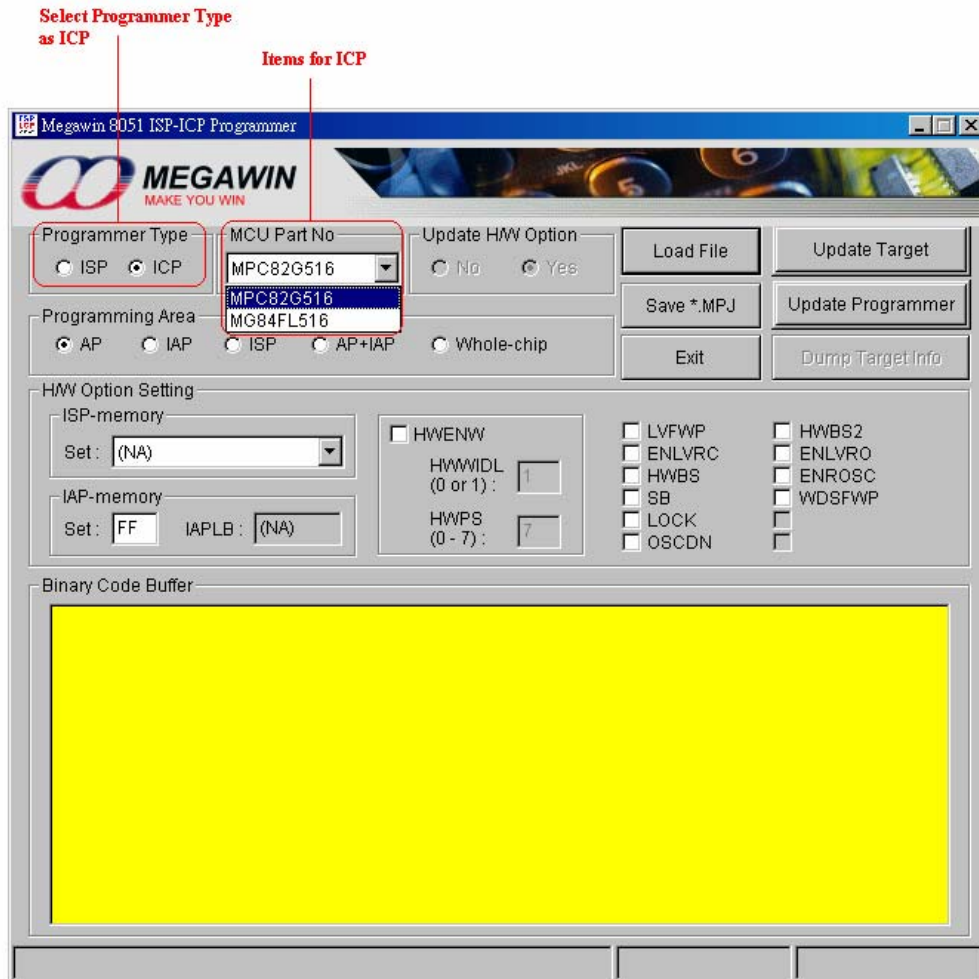 Select Programmer Type
as ICP
Items for ICP
Megawin 8051 ISP-ICP Programmer
MEGAWIN
MAKE YOU WIN
JKL
5
6
Programmer Type
ISP ICP
MCU Part No
MPC82G516
MPC82G516
MG84FL516
Update H/W Option
No Yes
Load File
Update Target
Save *.MPJ
Update Programmer
Exit
Dump Target Info
Programming Area
AP IAP ISP AP+IAP Whole-chip
H/W Option Setting
ISP-memory
Set : (NA)
IAP-memory
Set : FF IAPLB : (NA)
HWENW
HWWIDL
(0 or 1) : 1
HWPS
(0 - 7) : 7
LVFWP
ENLVRC
HWBS
SB
LOCK
OSCDN
HWBS2
ENLVRO
ENROSC
WDSFWP
Binary Code Buffer